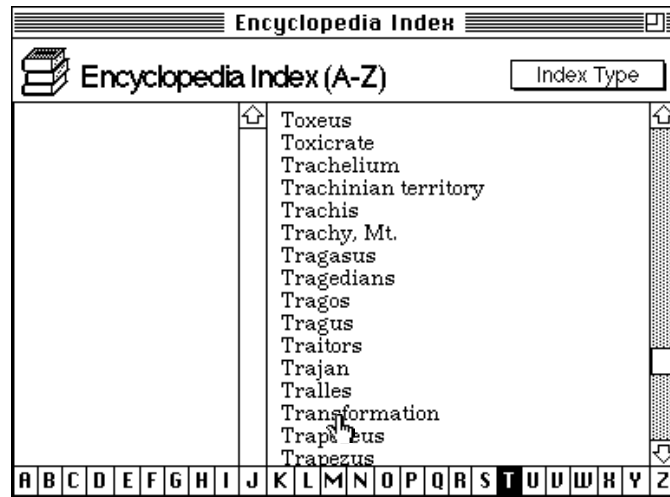 Encyclopedia Index
Encyclopedia Index (A-Z)
Index Type
Toxeus
Toxicrate
Trachelium
Trachinian territory
Trachis
Trachy, Mt.
Tragasus
Tragedians
Tragos
Tragus
Traitors
Trajan
Tralles
Transformation
Trapezus
A B C D E F G H I J K L M N O P Q R S T U V W X Y Z